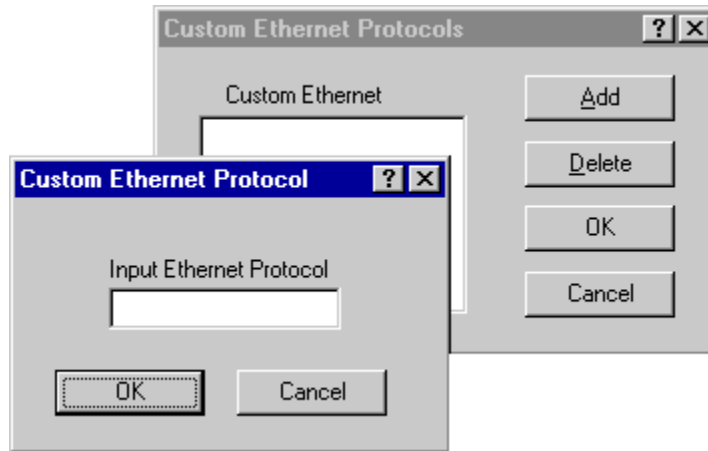 Custom Ethernet Protocols
Custom Ethernet
Add
Delete
OK
Cancel
Custom Ethernet Protocol
Input Ethernet Protocol
OK
Cancel